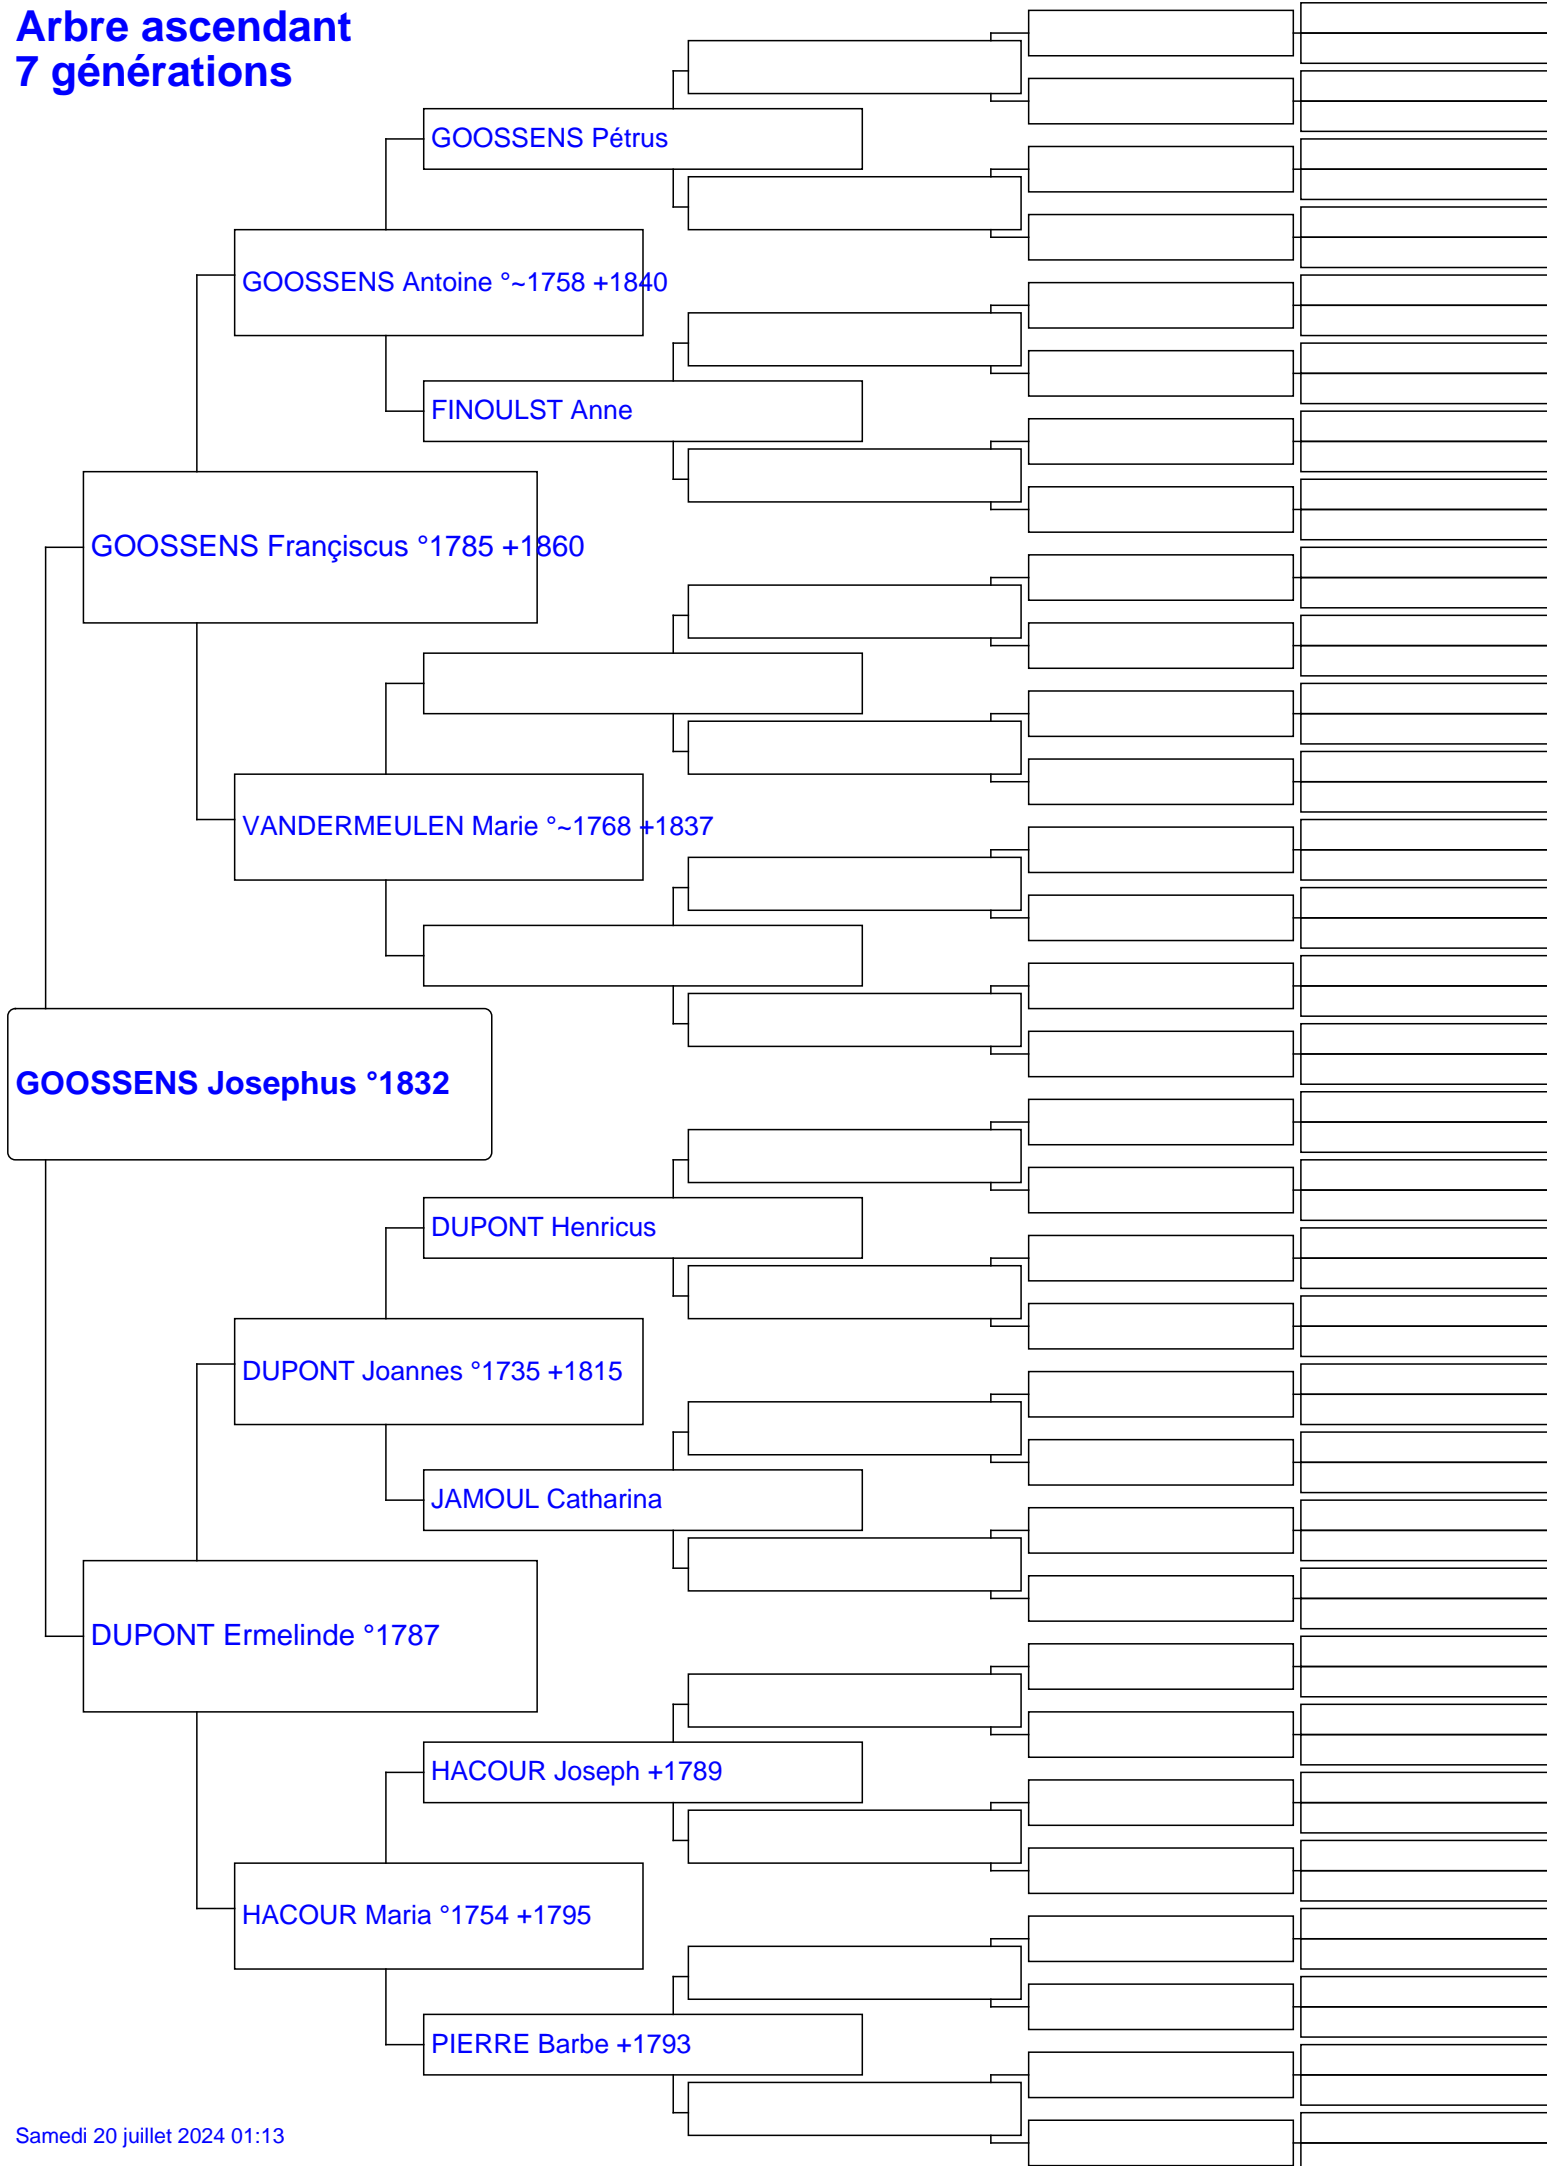 Arbre ascendant
7 générations
GOOSSENS Pétrus
GOOSSENS Antoine °~1758 +1840
FINOULST Anne
GOOSSENS Françiscus °1785 +1860
VANDERMEULEN Marie °~1768 +1837
GOOSSENS Josephus °1832
DUPONT Henricus
DUPONT Joannes °1735 +1815
JAMOUL Catharina
DUPONT Ermelinde °1787
HACOUR Joseph +1789
HACOUR Maria °1754 +1795
PIERRE Barbe +1793
Samedi 20 juillet 2024 01:13